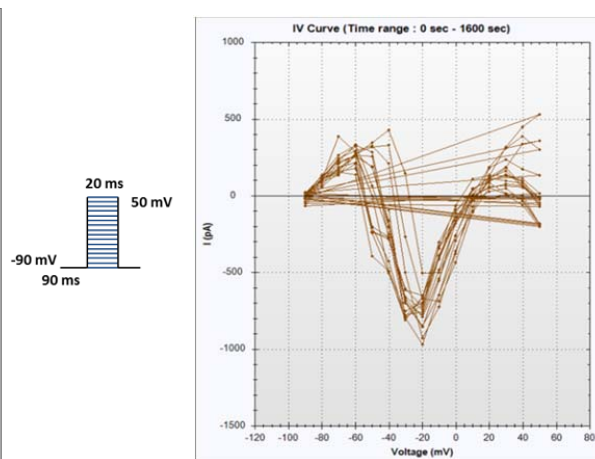 20 ms
50 mV
-90 mV
90 ms
IV Curve (Time range : 0 sec - 1600 sec)
1000
500
0
-500
-1000
-1500
I (pA)
-120 -100 -80 -60 -40 -20 0 20 40 60 80
Voltage (mV)